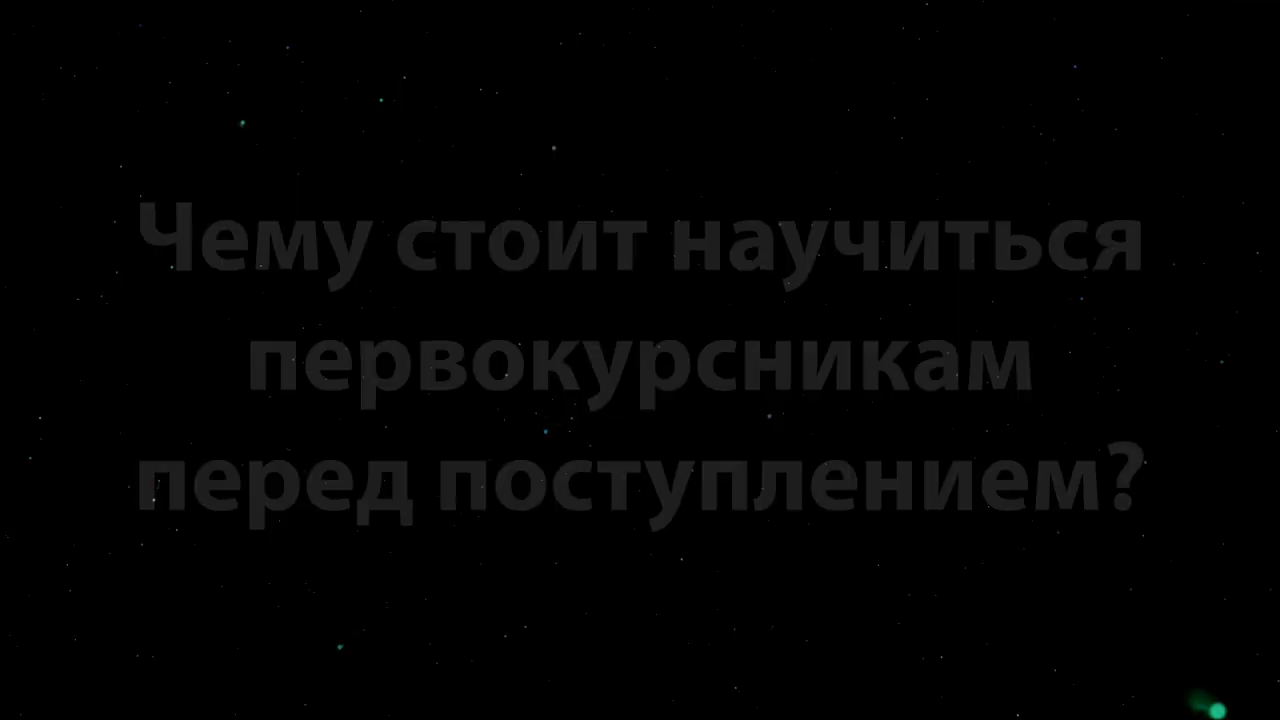 Чему стоит научиться
первокурсникам
перед поступлением?